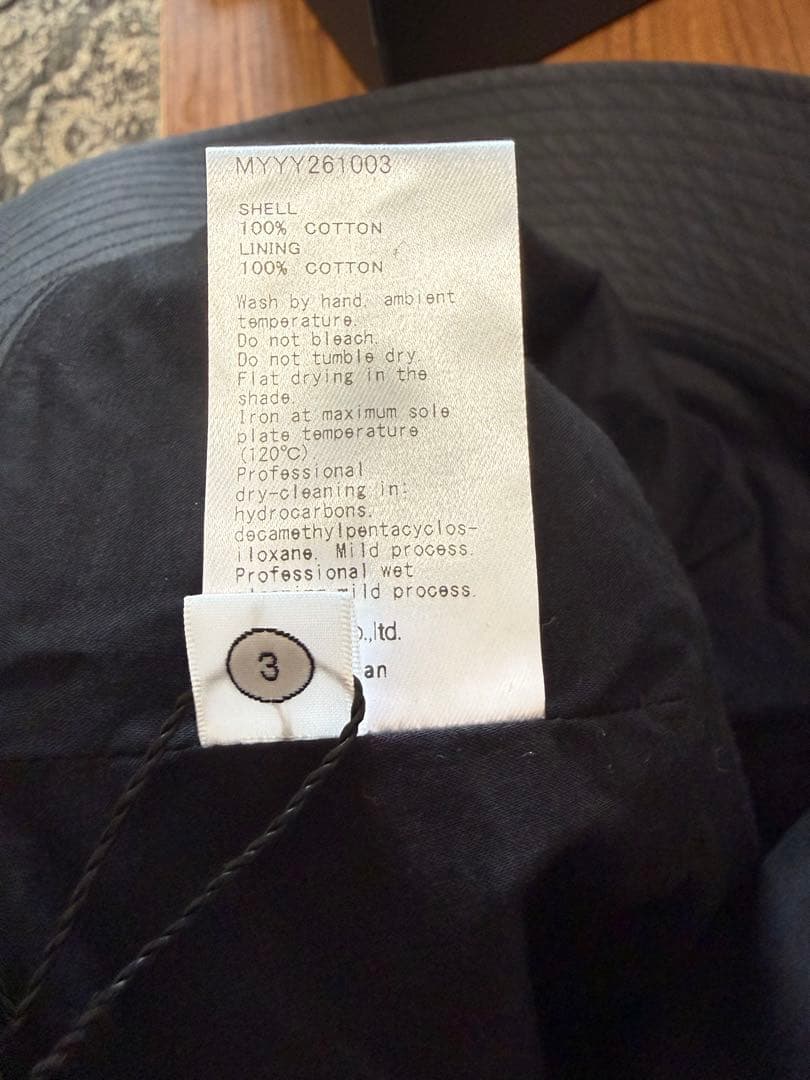 MYYY261003
SHELL
100% COTTON
LINING
100% COTTON
Wash by hand, ambient
temperature.
Do not bleach.
Do not tumble dry.
Flat drying in the
shade.
Iron at maximum sole
plate temperature
(120℃)
Professional
dry-cleaning in:
hydrocarbons,
decamethylpentacyclos-
iloxane. Mild process.
Professional wet
mild process.
.,ltd.
an
3